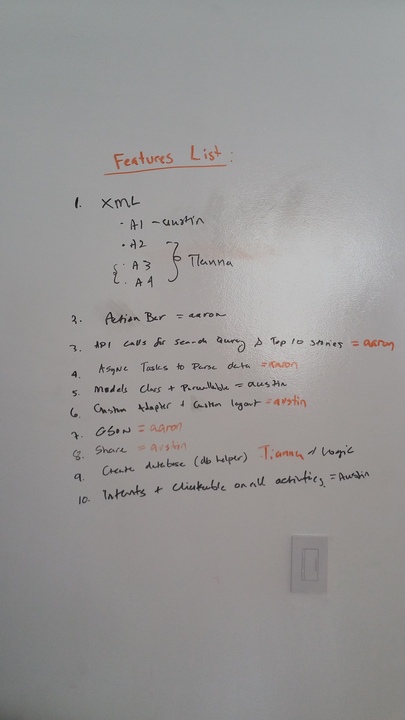 Features List:
1. XML
· A1 - austin
· A2
· A3 } Tianna
· A4
2. Action Bar = aaron
3. API calls for search query & Top 10 stories = aaron
4. Async Tasks to Parse data = aaron
5. Models Class + Parcellable = austin
6. Custom Adapter + Custom layout = austin
7. GSON = aaron
8. Share = austin
9. Create database (db helper) Tianna Logic
10. Intents + Clickable on all activities = Austin